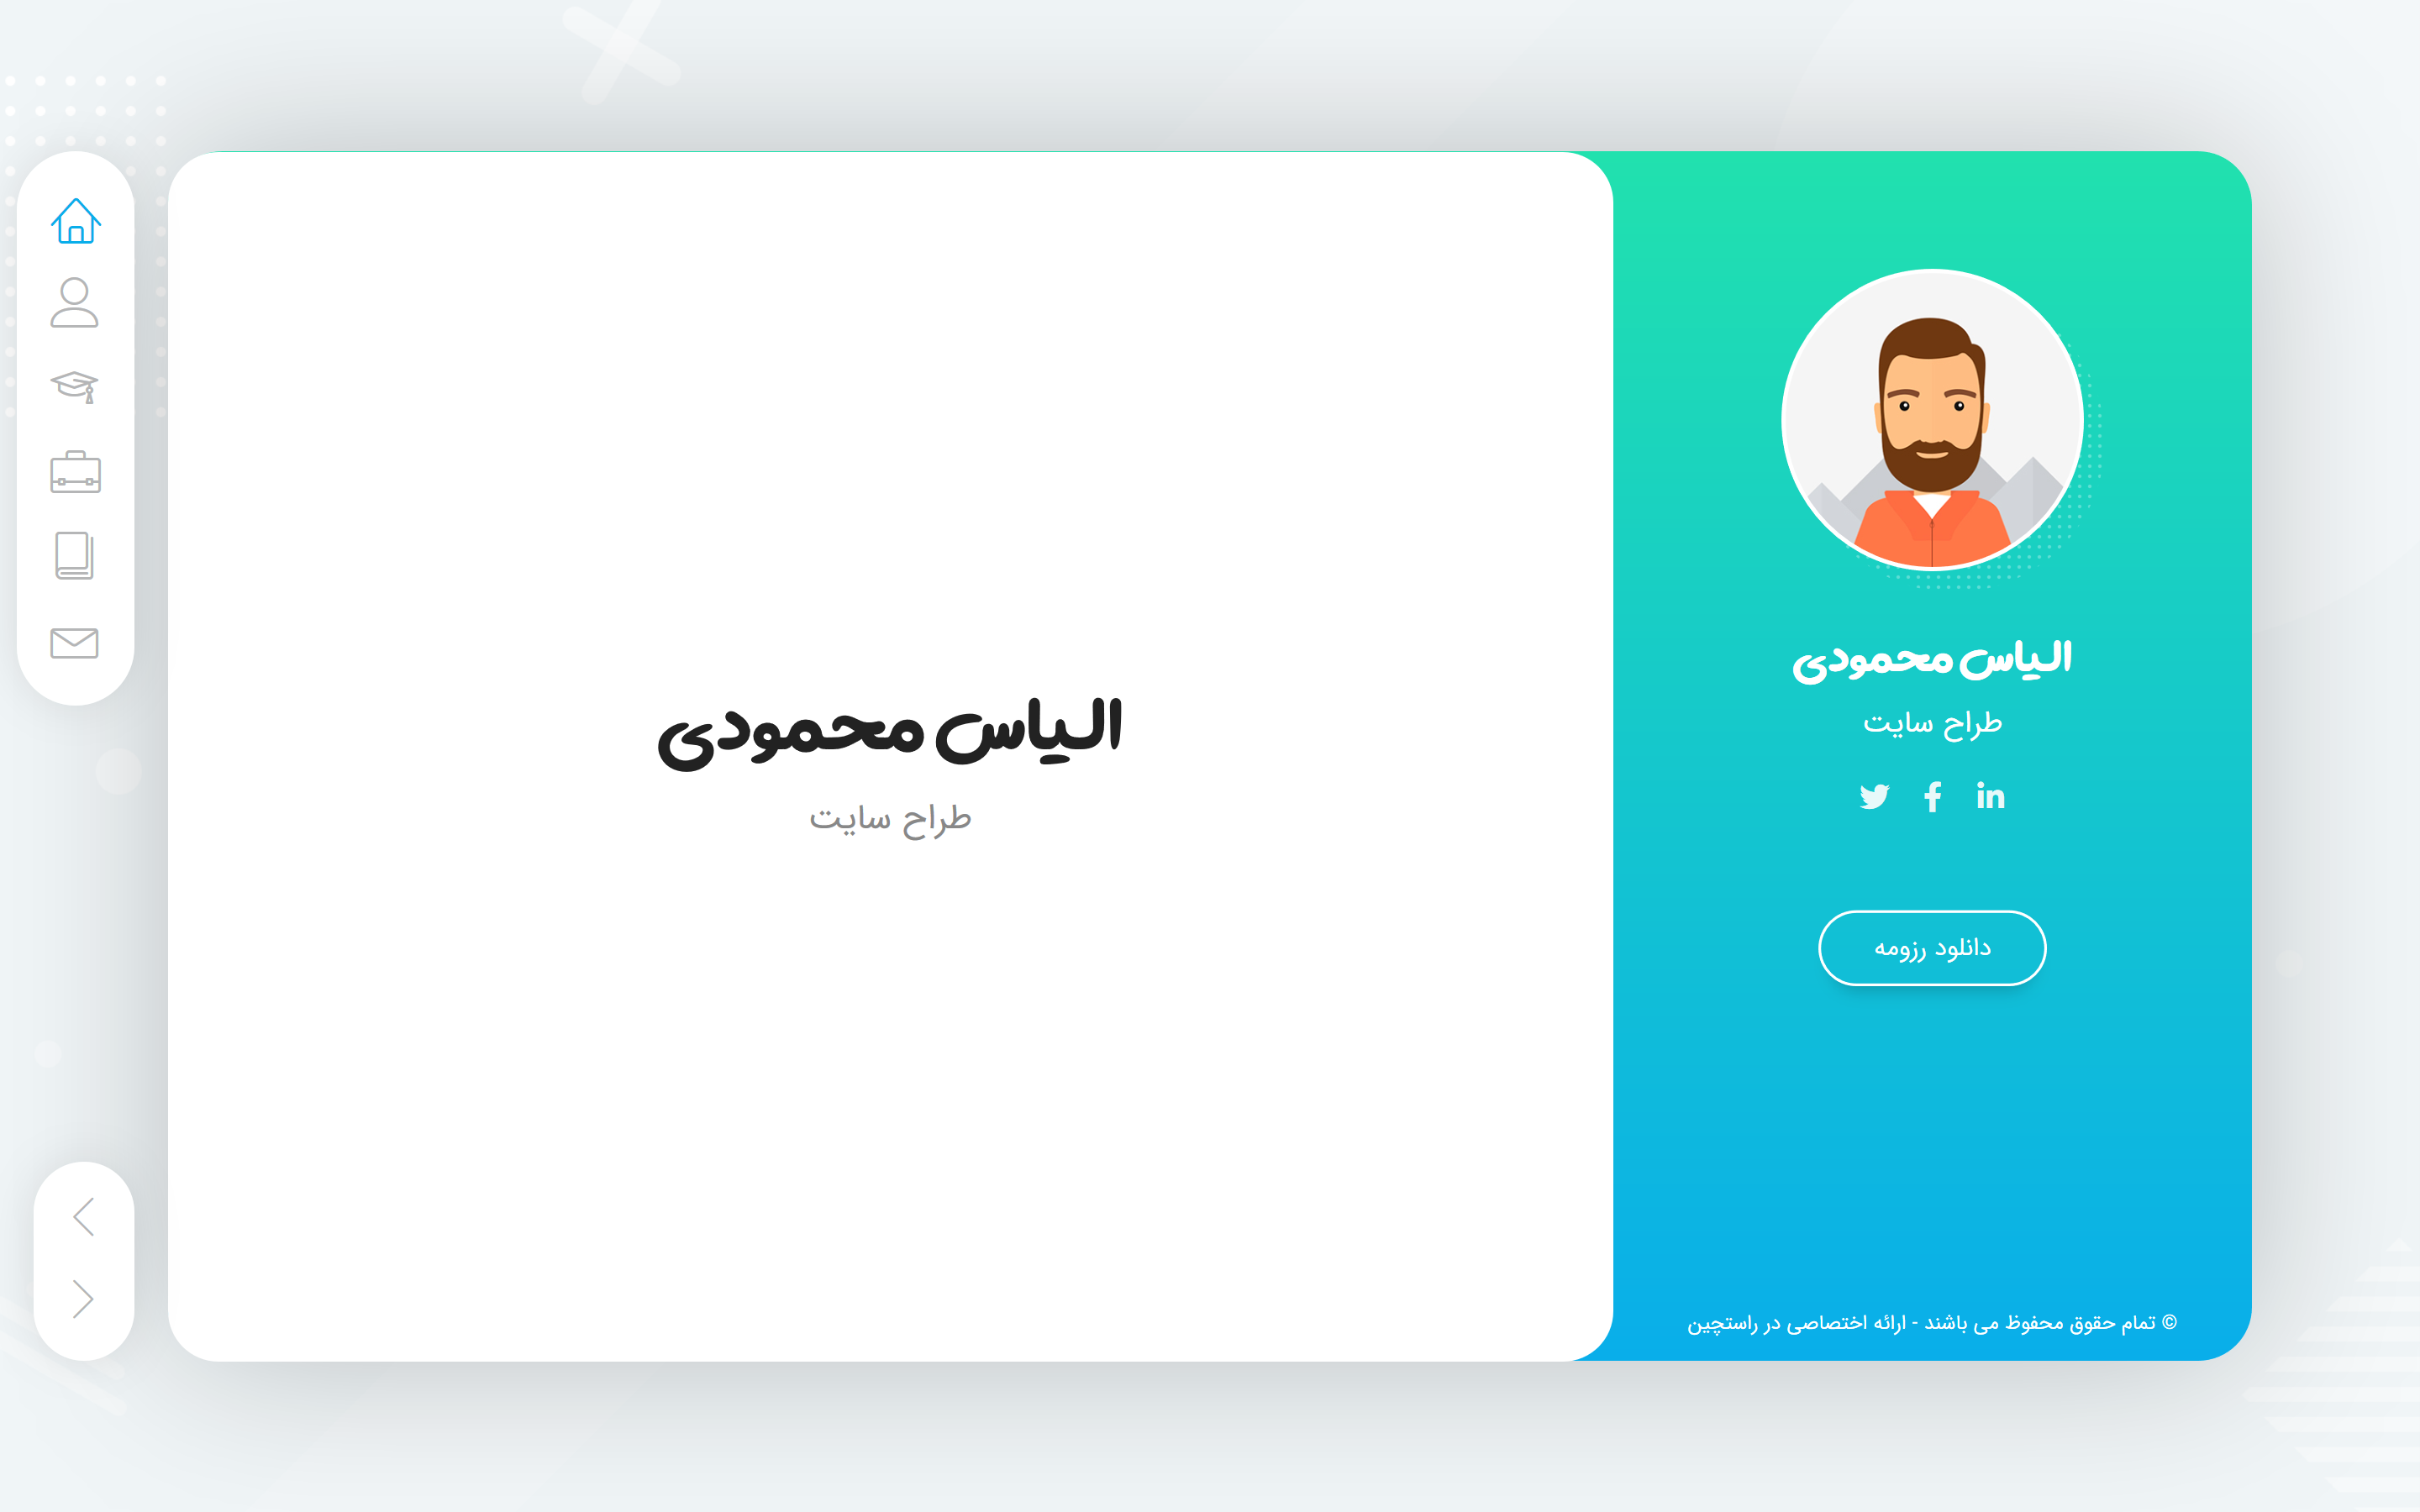 الیاس محمودی
طراح سایت
دانلود رزومه
© تمام حقوق محفوظ می باشند - ارائه اختصاصی در راستچین
الیاس محمودی
طراح سایت